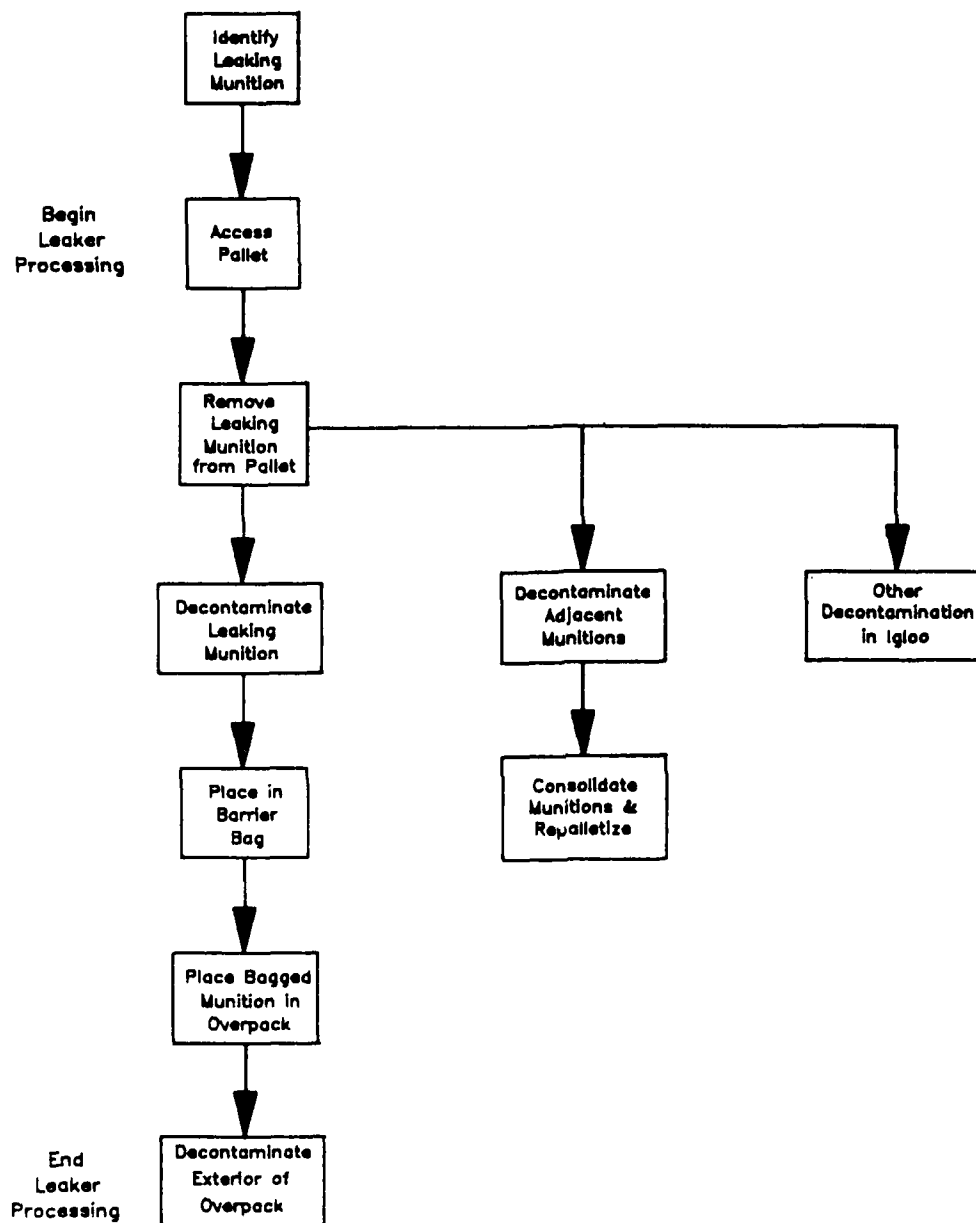 Identify
Leaking
Munition
Begin
Leaker
Processing
Access
Pallet
Remove
Leaking
Munition
from Pallet
Decontaminate
Leaking
Munition
Decontaminate
Adjacent
Munitions
Other
Decontamination
in Igloo
Place in
Barrier
Bag
Consolidate
Munitions &
Repalletize
Place Bagged
Munition in
Overpack
End
Leaker
Processing
Decontaminate
Exterior of
Overpack